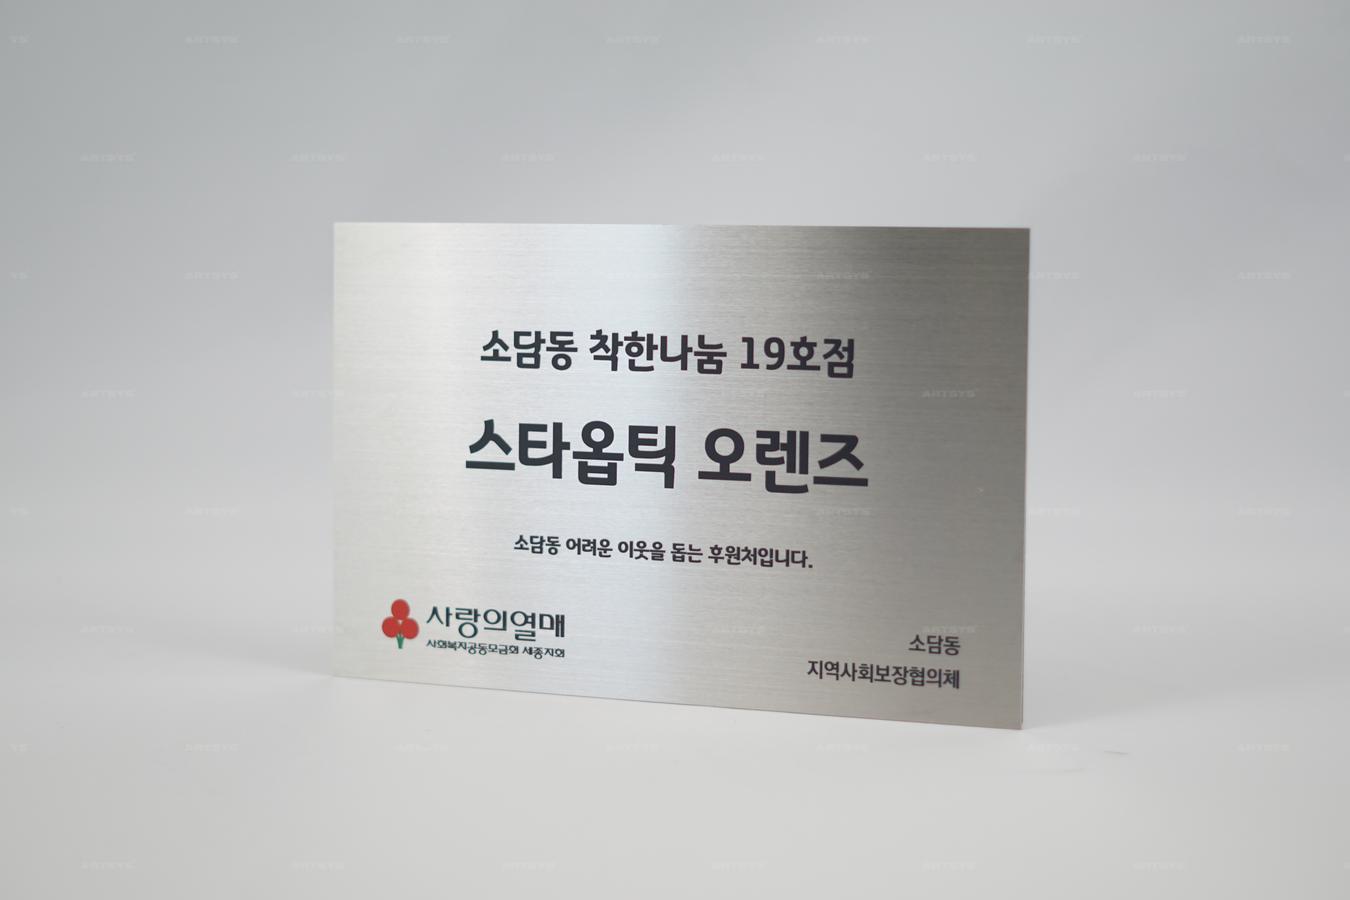 소담동 착한나눔 19호점
스타옵틱 오렌즈
소담동 어려운 이웃을 돕는 후원처입니다.
사랑의열매
사회복지공동모금회 세종지회
소담동
지역사회보장협의체
ARTSYS